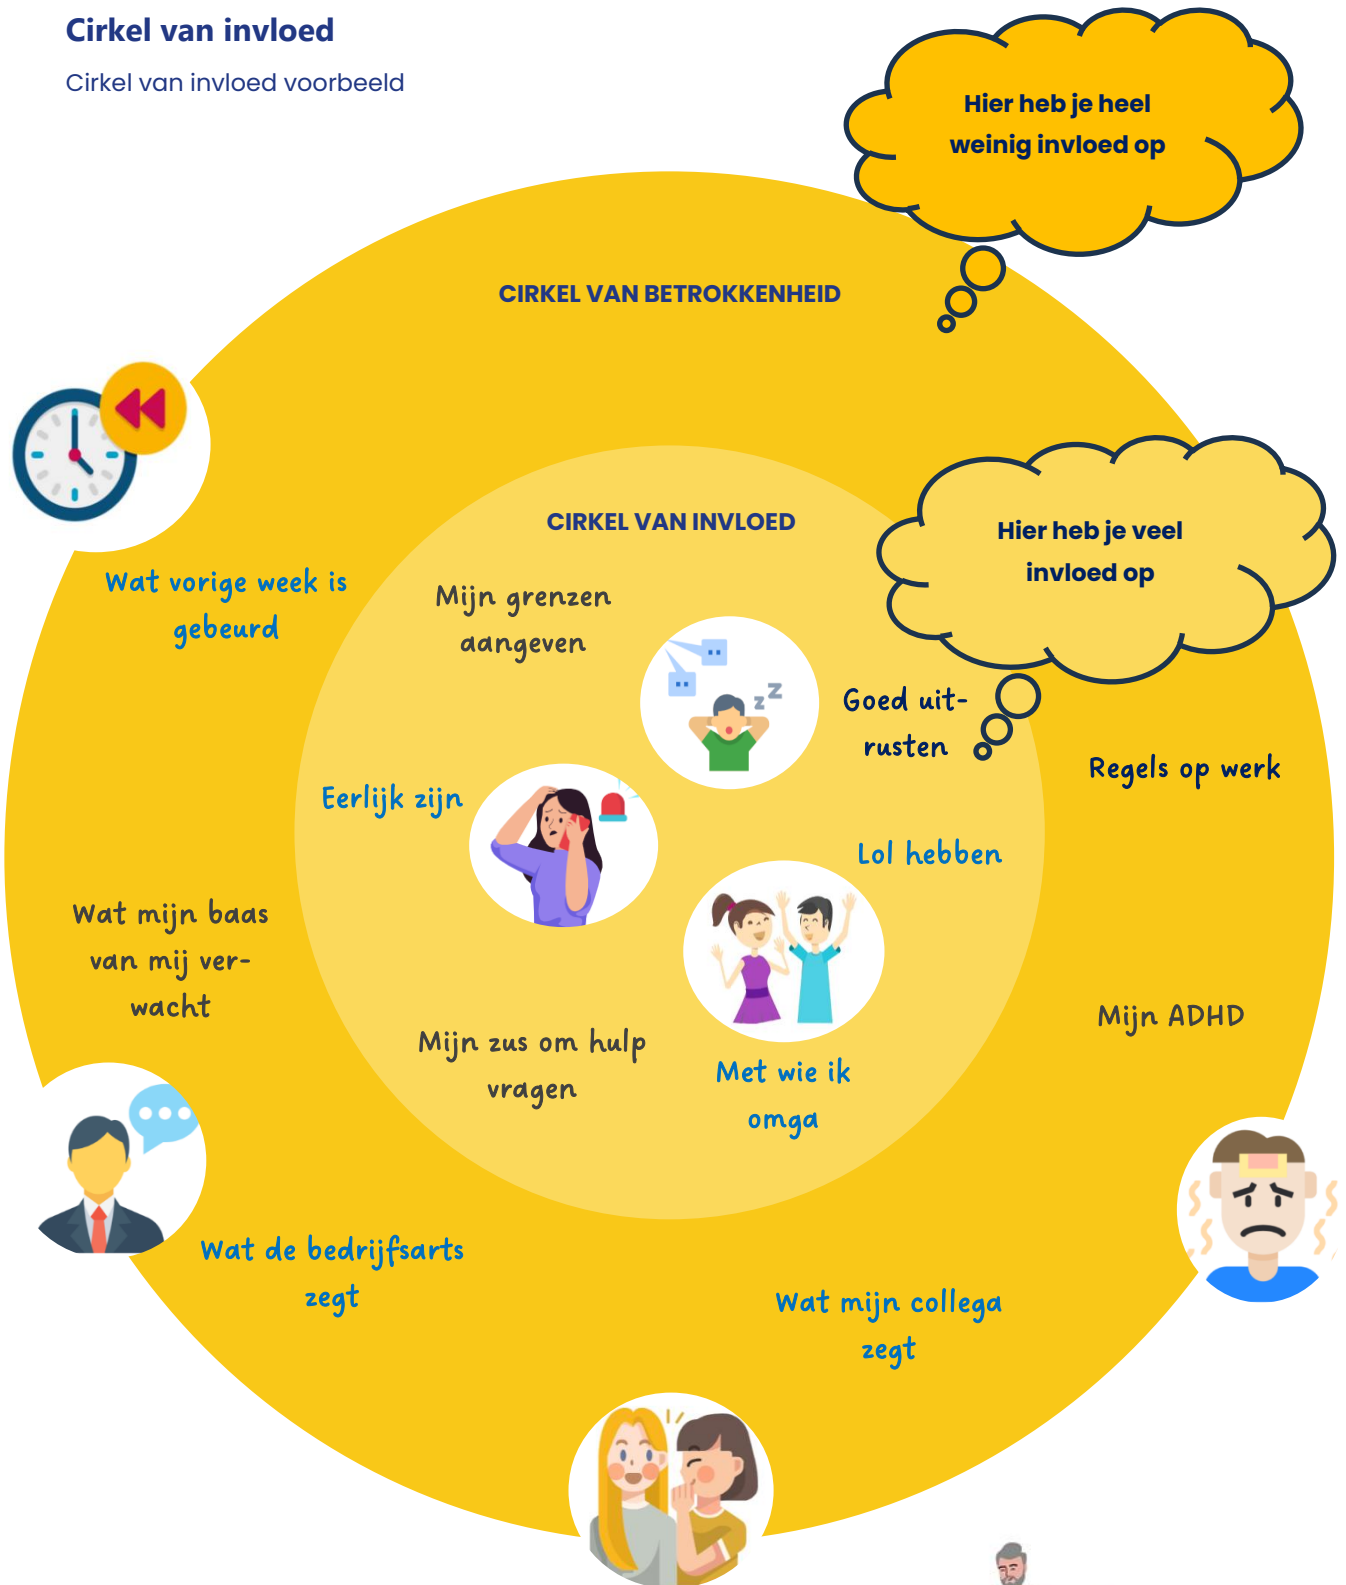 Cirkel van invloed
Cirkel van invloed voorbeeld
Hier heb je heel
weinig invloed op
CIRKEL VAN BETROKKENHEID
CIRKEL VAN INVLOED
Hier heb je veel
invloed op
Wat vorige week is
gebeurd
Mijn grenzen
aangeven
Z
Z
Goed uit-
rusten
Regels op werk
Eerlijk zijn
Lol hebben
Wat mijn baas
van mij ver-
wacht
Mijn ADHD
Mijn zus om hulp
vragen
Met wie ik
omga
Wat de bedrijfsarts
zegt
Wat mijn collega
zegt